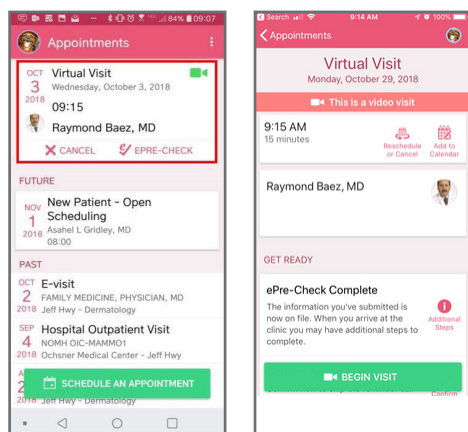 84% 09:07
Appointments
OCT
3
2018
Virtual Visit
Wednesday, October 3, 2018
09:15
Raymond Baez, MD
CANCEL
EPRE-CHECK
FUTURE
NOV
1
2018
New Patient - Open
Scheduling
Asahel L Gridley, MD
08:00
PAST
OCT
2
2018
E-visit
FAMILY MEDICINE, PHYSICIAN, MD
Jeff Hwy - Dermatology
SEP
4
2018
Hospital Outpatient Visit
NOMH OIC-MAMMO1
Ochsner Medical Center - Jeff Hwy
SCHEDULE AN APPOINTMENT
2018
Jeff Hwy - Dermatology
Search
9:14 AM
100%
Appointments
Virtual Visit
Monday, October 29, 2018
This is a video visit
9:15 AM
15 minutes
Reschedule
or Cancel
Add to
Calendar
Raymond Baez, MD
GET READY
ePre-Check Complete
The information you've submitted is
now on file. When you arrive at the
clinic you may have additional steps to
complete.
Additional
Steps
BEGIN VISIT
Confirm